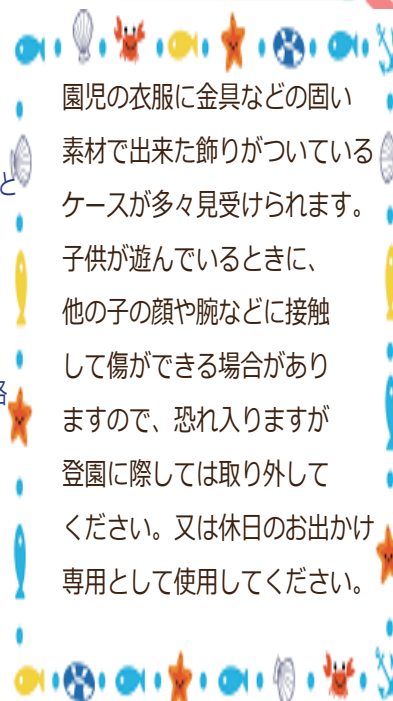 園児の衣服に金具などの固い
素材で出来た飾りがついている
ケースが多々見受けられます。
子供が遊んでいるときに、
他の子の顔や腕などに接触
して傷ができる場合があり
ますので、恐れ入りますが
登園に際しては取り外して
ください。又は休日のお出かけ
専用として使用してください。
と